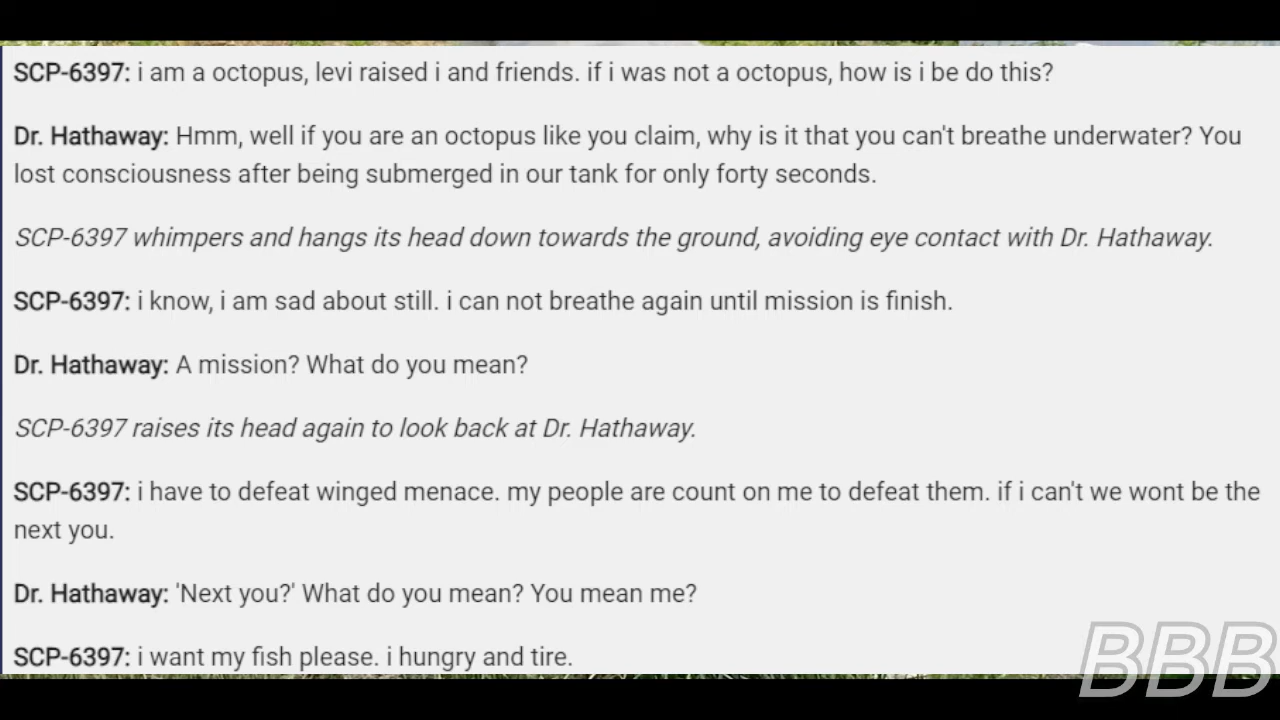 SCP-6397: i am a octopus, levi raised i and friends. if i was not a octopus, how is i be do this?
Dr. Hathaway: Hmm, well if you are an octopus like you claim, why is it that you can't breathe underwater? You
lost consciousness after being submerged in our tank for only forty seconds.
SCP-6397 whimpers and hangs its head down towards the ground, avoiding eye contact with Dr. Hathaway.
SCP-6397: i know, i am sad about still. i can not breathe again until mission is finish.
Dr. Hathaway: A mission? What do you mean?
SCP-6397 raises its head again to look back at Dr. Hathaway.
SCP-6397: i have to defeat winged menace. my people are count on me to defeat them. if i can't we wont be the
next you.
Dr. Hathaway: 'Next you?' What do you mean? You mean me?
SCP-6397: i want my fish please. i hungry and tire.
BBB